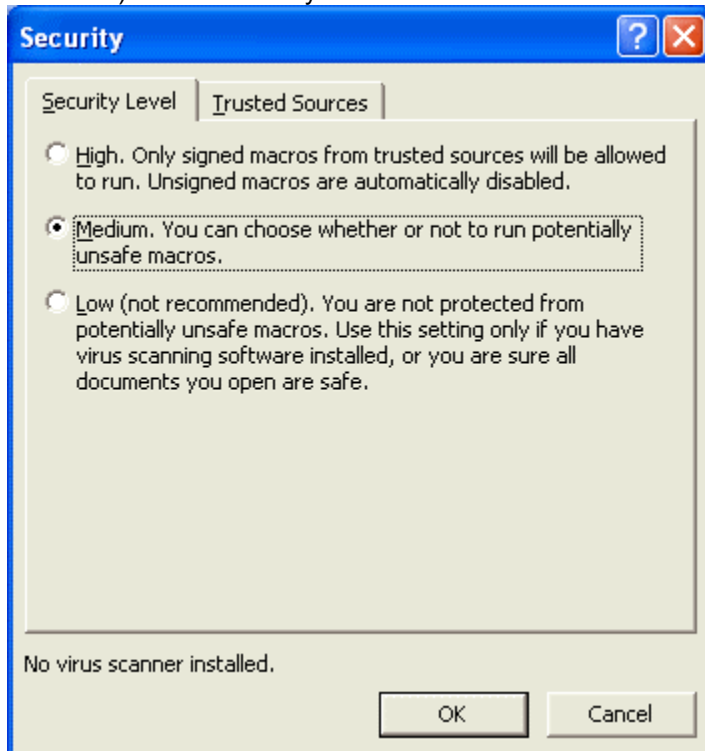 Security
Security Level
Trusted Sources
High. Only signed macros from trusted sources will be allowed
to run. Unsigned macros are automatically disabled.
Medium. You can choose whether or not to run potentially
unsafe macros.
Low (not recommended). You are not protected from
potentially unsafe macros. Use this setting only if you have
virus scanning software installed, or you are sure all
documents you open are safe.
No virus scanner installed.
OK
Cancel